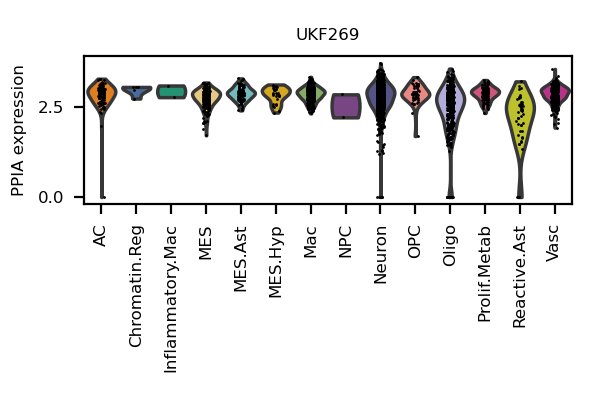 UKF269
PPIA expression
2.5
0.0
AC
Chromatin.Reg
Inflammatory.Mac
MES
MES.Ast
MES.Hyp
Mac
NPC
Neuron
OPC
Oligo
Prolif.Metab
Reactive.Ast
Vasc